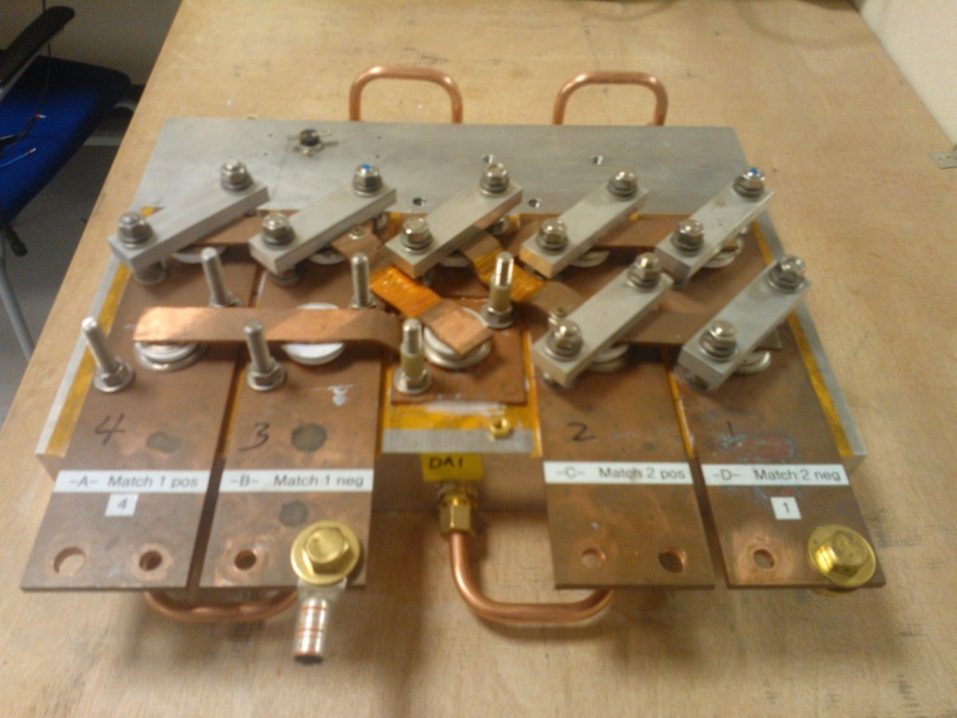 4
3
2
1
-A- Match 1 pos
-B- Match 1 neg
-C- Match 2 pos
-D- Match 2 neg
4
1
DA1